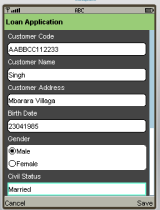 ABC
Loan Application
Customer Code
AABBCC112233
Customer Name
Singh
Customer Address
Mbarara Villaga
Birth Date
23041985
Gender
Male
Female
Civil Status
Married
Cancel Save